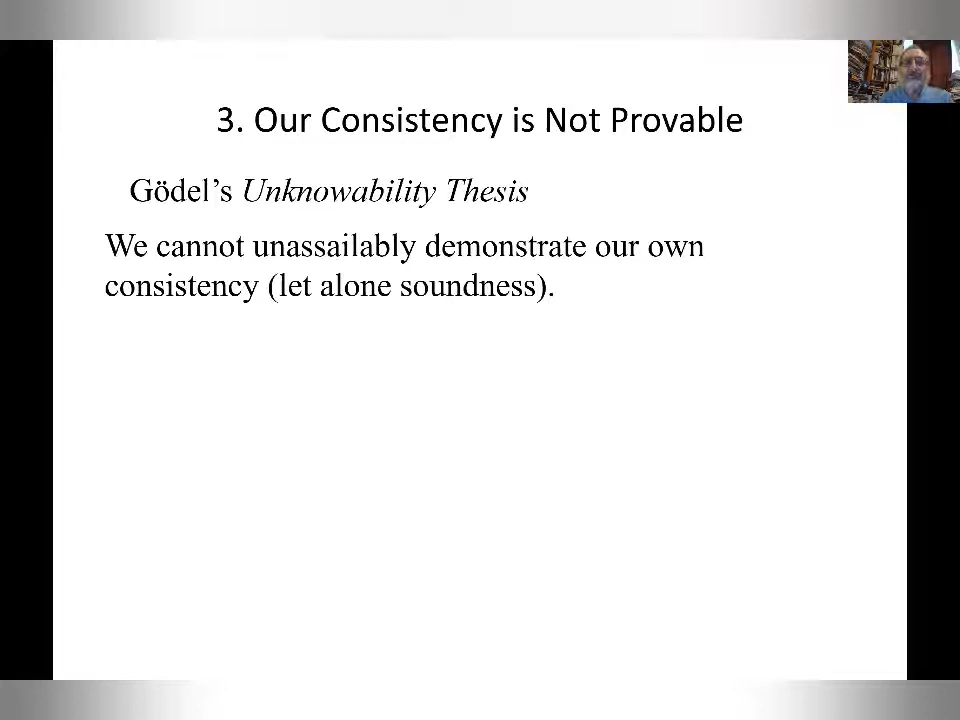 3. Our Consistency is Not Provable
Gödel’s Unknowability Thesis
We cannot unassailably demonstrate our own
consistency (let alone soundness).